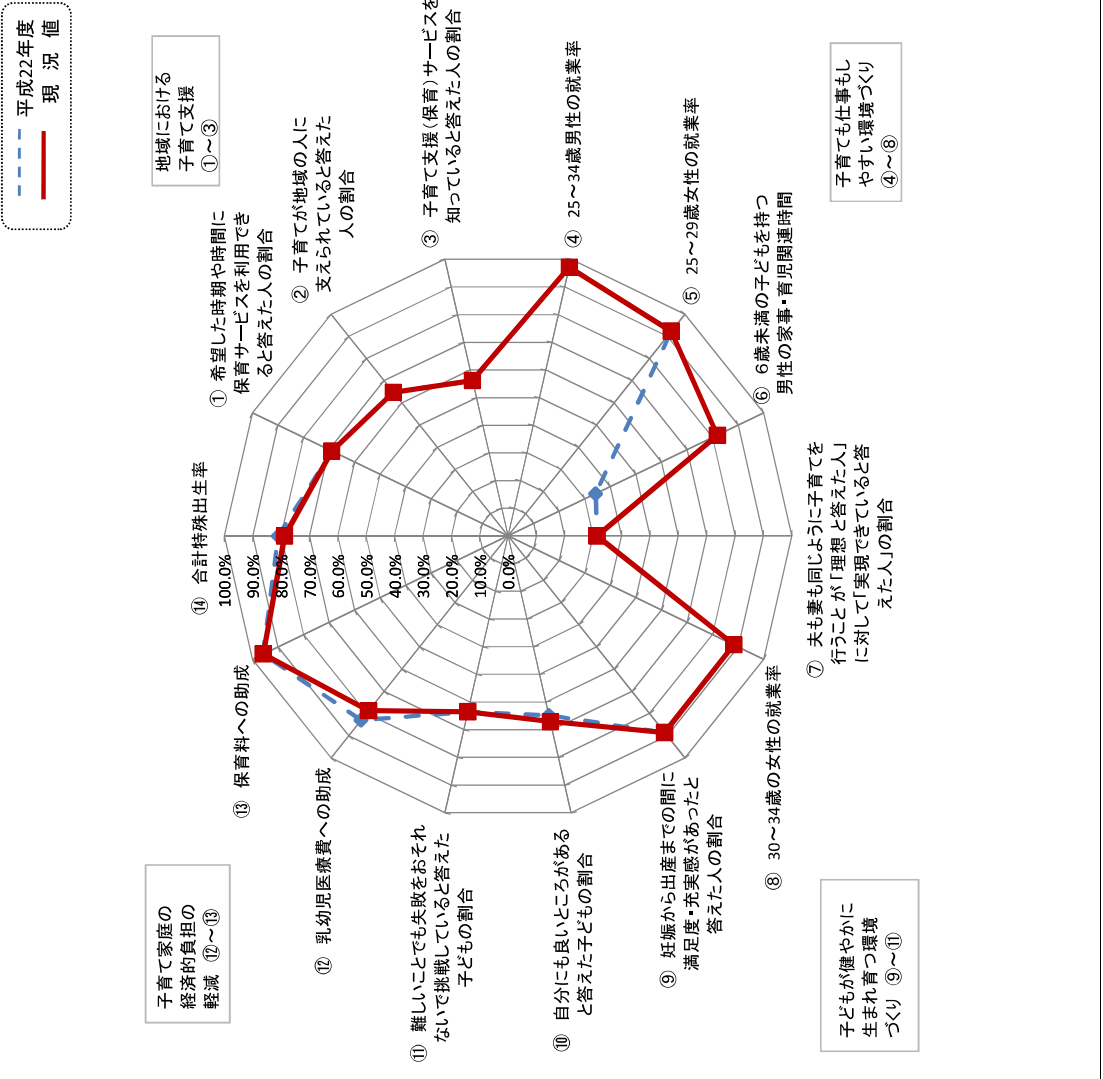 平成22年度
現 況 値
地域における
子育て支援
①～③
子育ても仕事もし
やすい環境づくり
④～⑧
子どもが健やかに
生まれ育つ環境
づくり ⑨～⑪
子育て家庭の
経済的負担の
軽減 ⑫～⑬
① 希望した時期や時間に
保育サービスを利用でき
ると答えた人の割合
② 子育てが地域の人に
支えられていると答えた
人の割合
③ 子育て支援(保育)サービスを
知っていると答えた人の割合
④ 25～34歳男性の就業率
⑤ 25～29歳女性の就業率
⑥ 6歳未満の子どもを持つ
男性の家事・育児関連時間
⑦ 夫も妻も同じように子育てを
行うことが「理想と答えた人」
に対して「実現できていると答
えた人」の割合
⑧ 30～34歳の女性の就業率
⑨ 妊娠から出産までの間に
満足度・充実感があったと
答えた人の割合
⑩ 自分にも良いところがある
と答えた子どもの割合
⑪ 難しいことでも失敗をおそれ
ないで挑戦していると答えた
子どもの割合
⑫ 乳幼児医療費への助成
⑬ 保育料への助成
⑭ 合計特殊出生率
100.0%
90.0%
80.0%
70.0%
60.0%
50.0%
40.0%
30.0%
20.0%
10.0%
0.0%